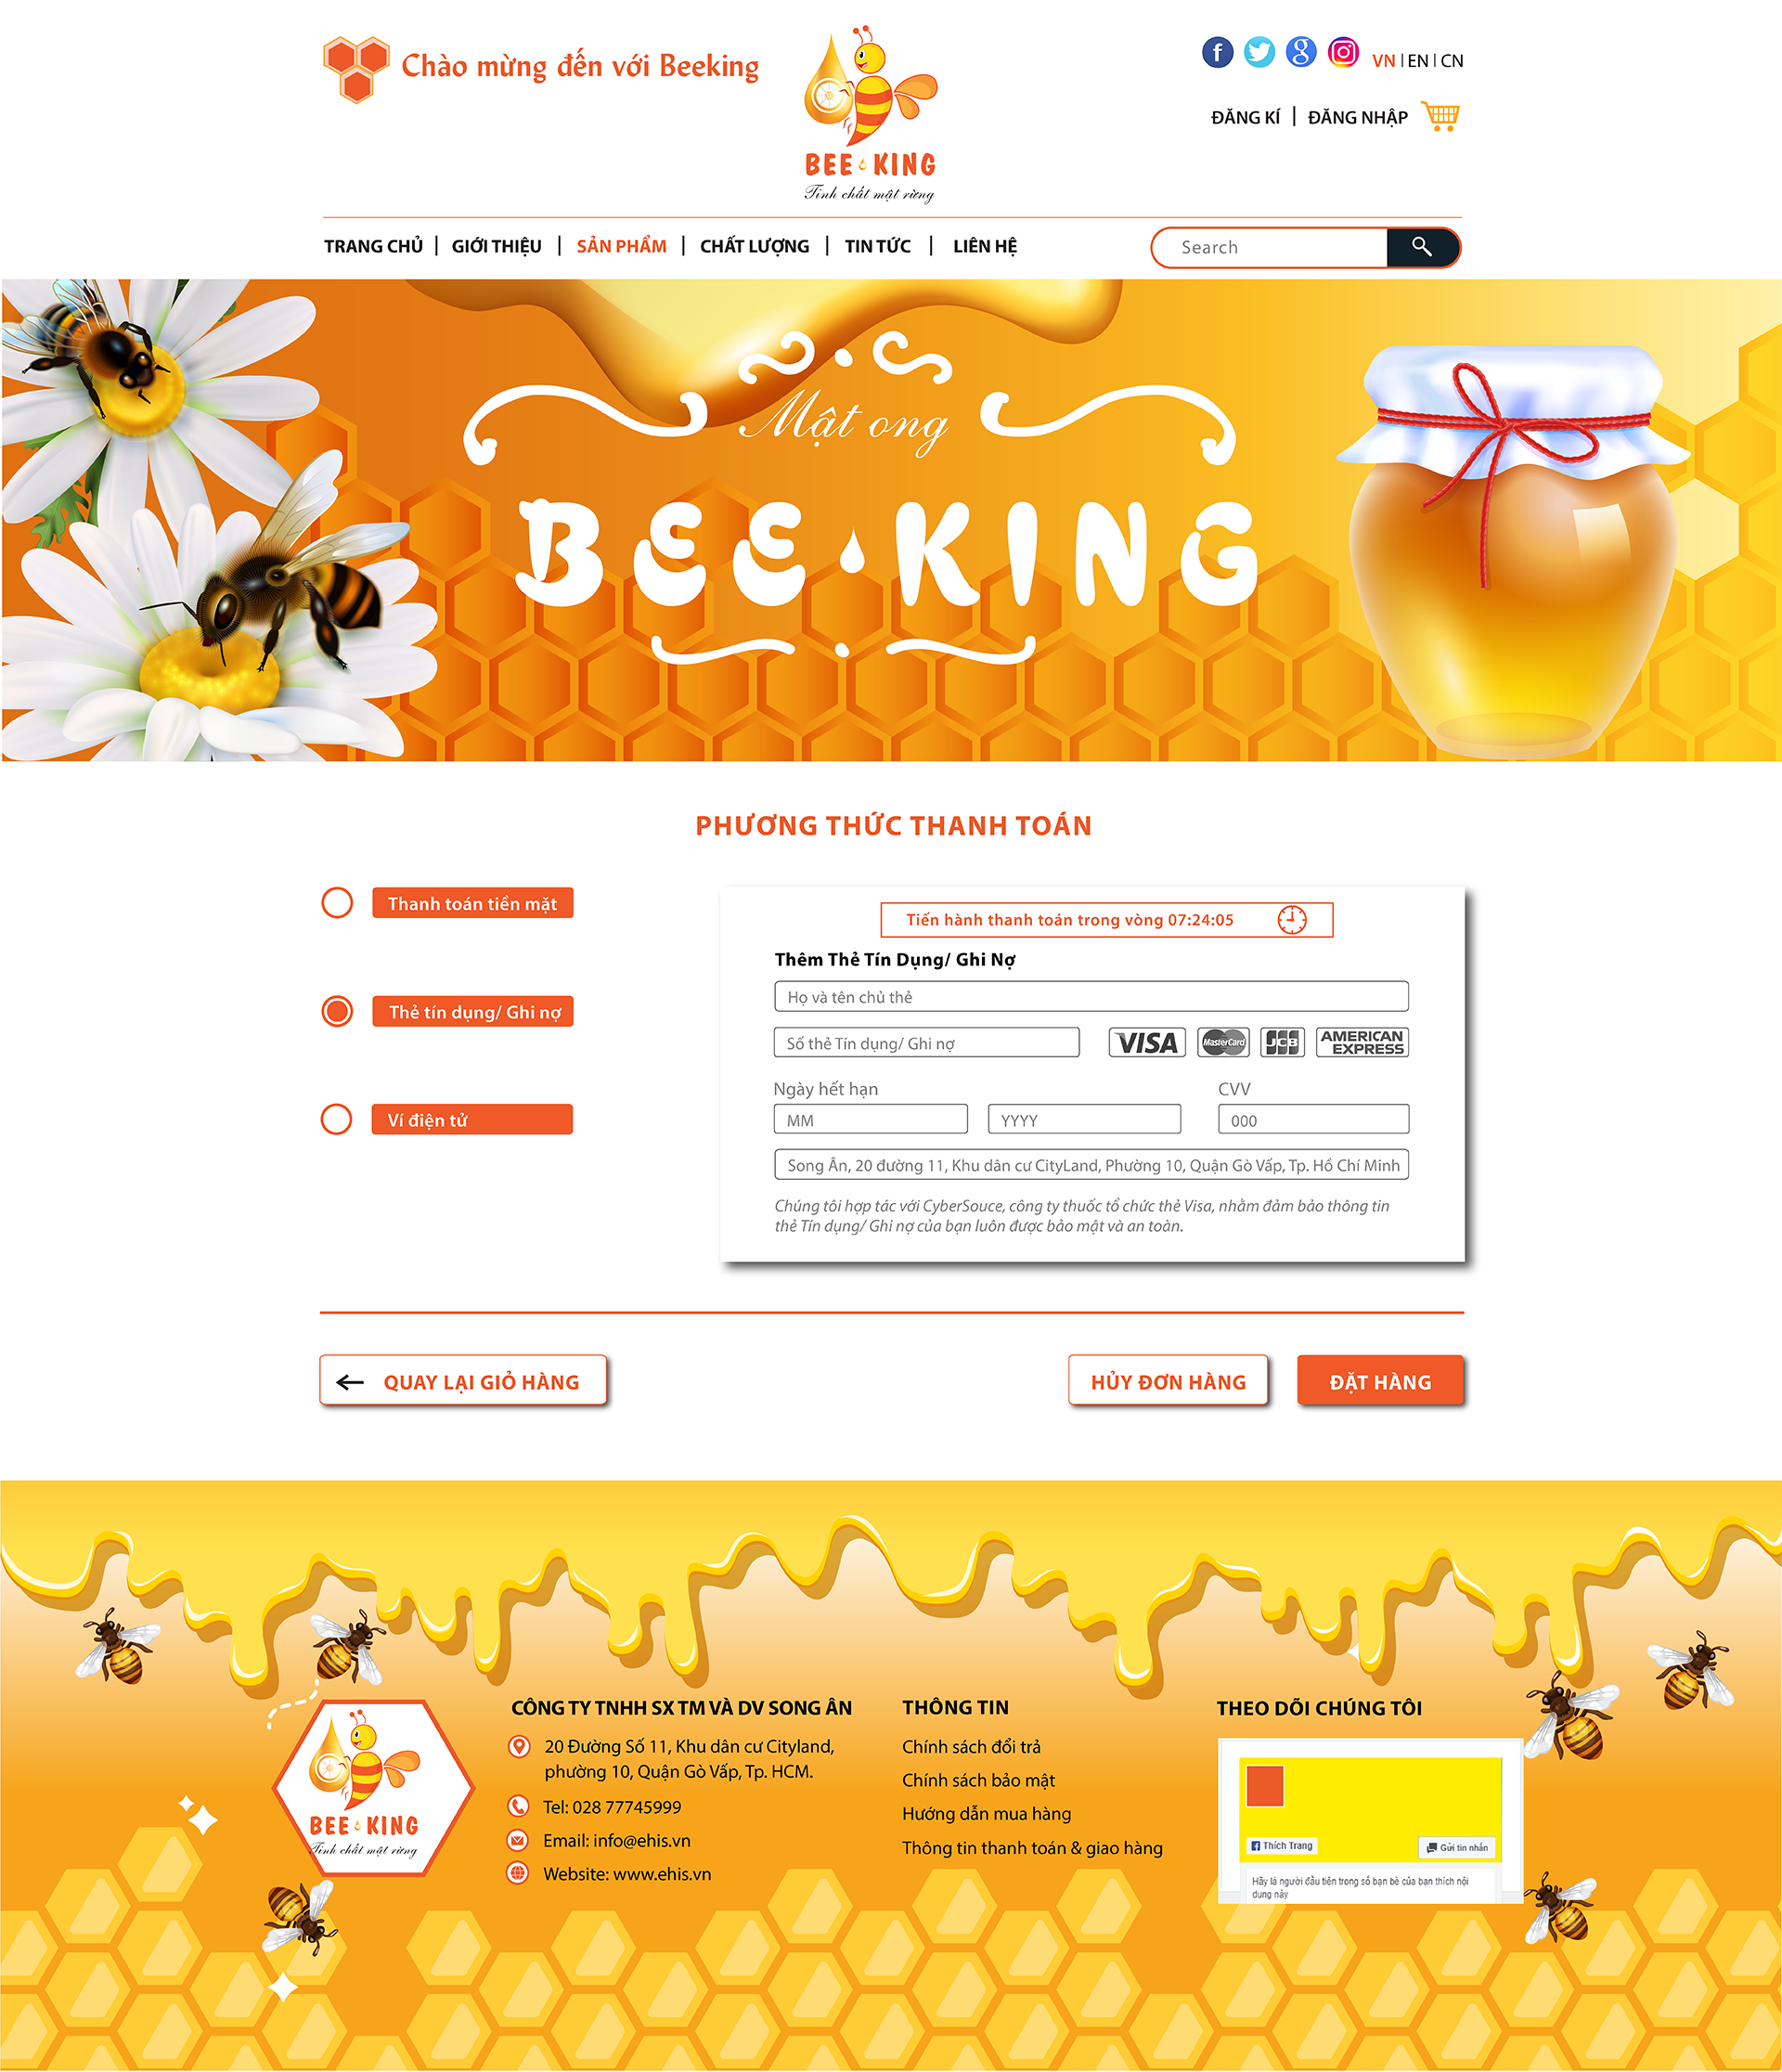 Chào mừng đến với Beeking
BEE KING
Tinh chất mật rừng
VN | EN | CN
ĐĂNG KÍ | ĐĂNG NHẬP
TRANG CHỦ | GIỚI THIỆU | SẢN PHẨM | CHẤT LƯỢNG | TIN TỨC | LIÊN HỆ
Search
Mật ong
BEE KING
PHƯƠNG THỨC THANH TOÁN
Thanh toán tiền mặt
Thẻ tín dụng/ Ghi nợ
Ví điện tử
Tiến hành thanh toán trong vòng 07:24:05
Thêm Thẻ Tín Dụng/ Ghi Nợ
Họ và tên chủ thẻ
Số thẻ Tín dụng/ Ghi nợ
VISA MasterCard JCB AMERICAN EXPRESS
Ngày hết hạn CVV
MM YYYY 000
Song Ân, 20 đường 11, Khu dân cư CityLand, Phường 10, Quận Gò Vấp, Tp. Hồ Chí Minh
Chúng tôi hợp tác với CyberSouce, công ty thuốc tổ chức thẻ Visa, nhằm đảm bảo thông tin
thẻ Tín dụng/ Ghi nợ của bạn luôn được bảo mật và an toàn.
QUAY LẠI GIỎ HÀNG
HỦY ĐƠN HÀNG
ĐẶT HÀNG
BEE KING
Tinh chất mật rừng
CÔNG TY TNHH SX TM VÀ DV SONG ÂN
20 Đường Số 11, Khu dân cư Cityland,
phường 10, Quận Gò Vấp, Tp. HCM.
Tel: 028 77745999
Email: info@ehis.vn
Website: www.ehis.vn
THÔNG TIN
Chính sách đổi trả
Chính sách bảo mật
Hướng dẫn mua hàng
Thông tin thanh toán & giao hàng
THEO DÕI CHÚNG TÔI
Thích Trang
Gửi tin nhắn
Hãy là người đầu tiên trong số bạn bè của bạn thích nội
dung này